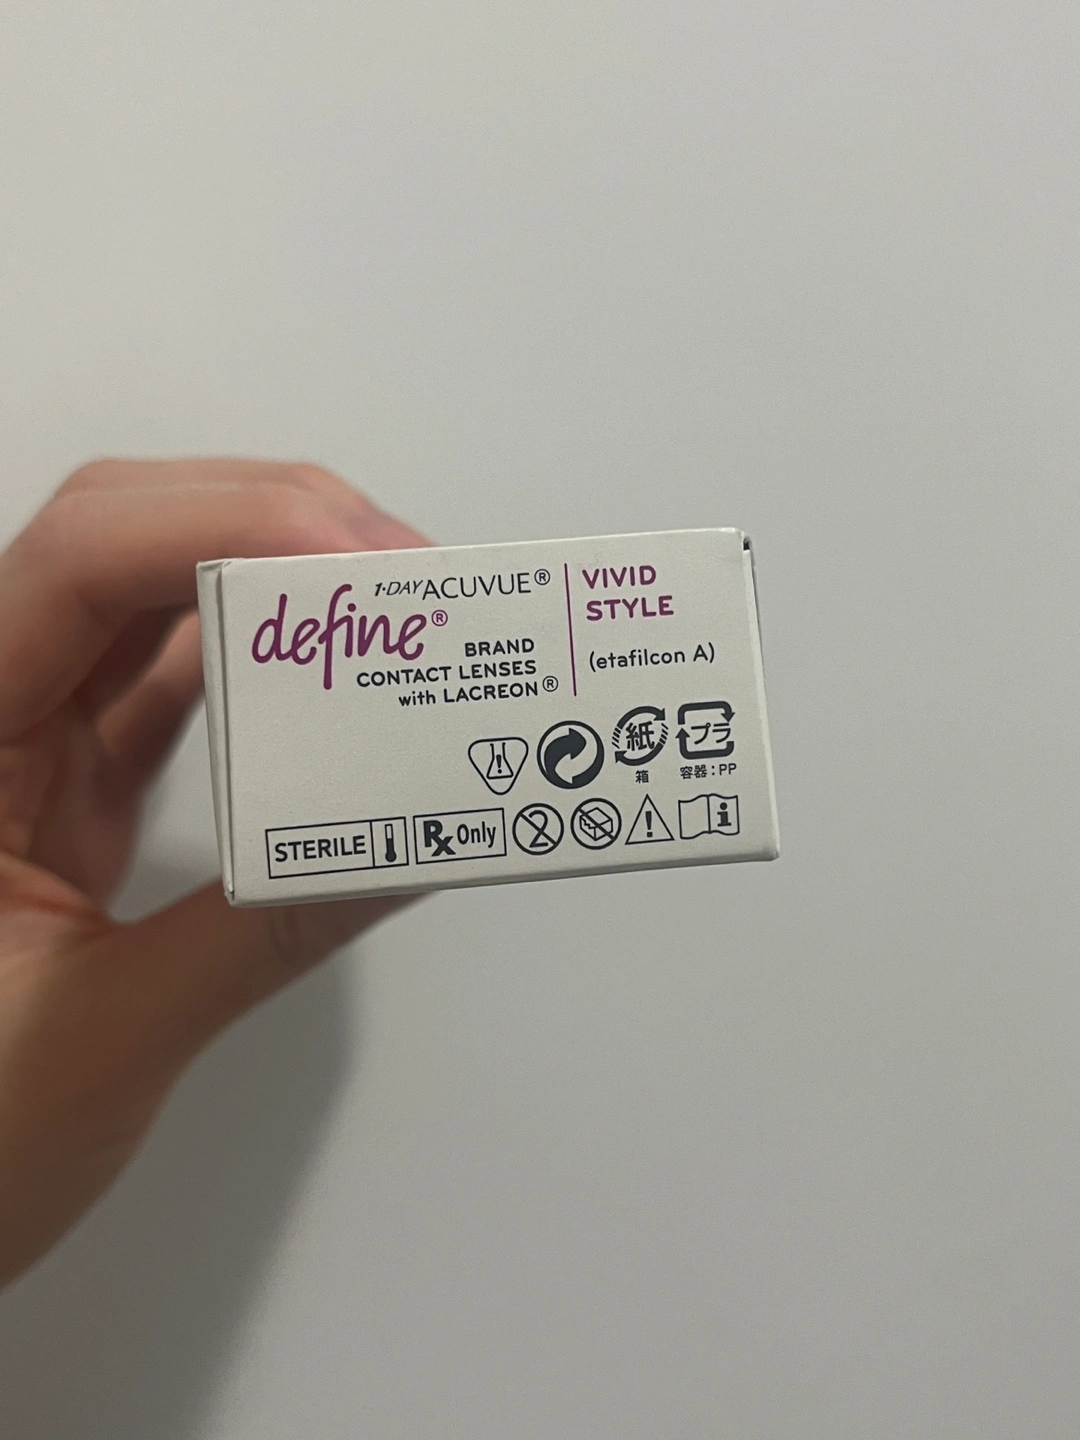 1·DAY ACUVUE®
define®
BRAND
CONTACT LENSES
with LACREON®
VIVID
STYLE
(etafilcon A)
紙
プラ
箱
容器:PP
STERILE
Rx Only
2
i